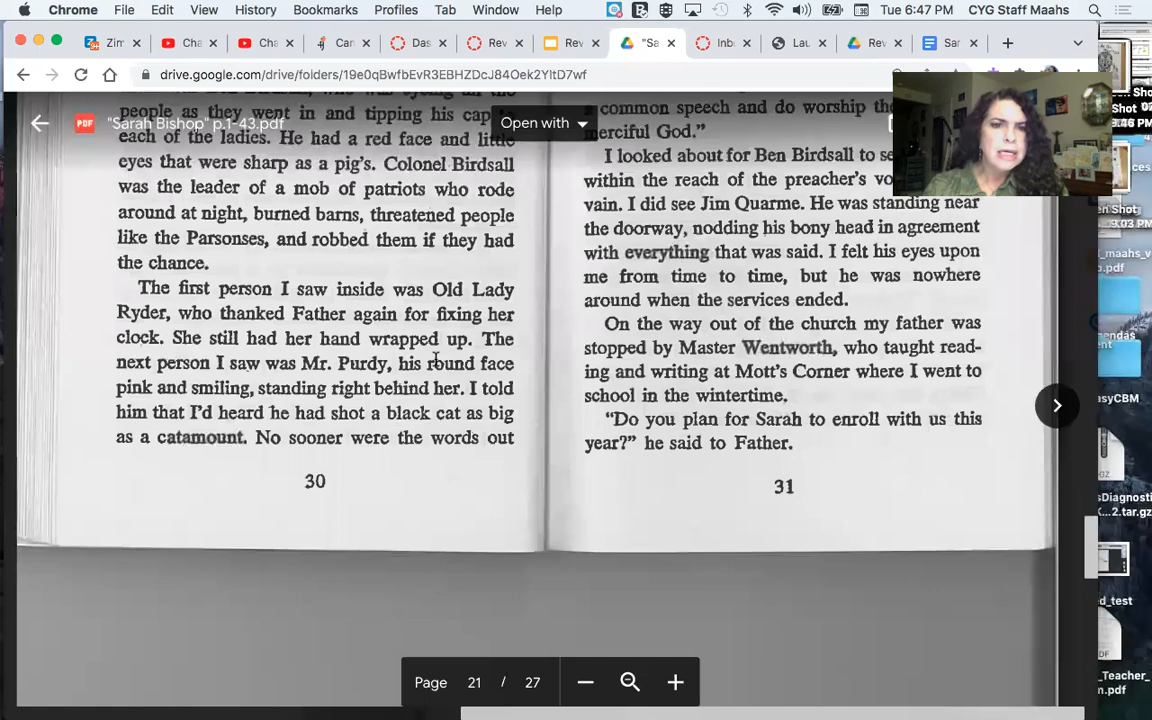 Chrome File Edit View History Bookmarks Profiles Tab Window Help
Tue 6:47 PM CYG Staff Maahs
Zim
Cha
Cha
Can
Das
Rev
Rev
"Sa
Inb
Lau
Rev
Sar
drive.google.com/drive/folders/19e0qBwfbEvR3EBHZDcJ84Oek2YltD7wf
PDF "Sarah Bishop" p.1-43.pdf
Open with
people as they went in and tipping his cap
each of the ladies. He had a red face and little
eyes that were sharp as a pig's. Colonel Birdsall
was the leader of a mob of patriots who rode
around at night, burned barns, threatened people
like the Parsonses, and robbed them if they had
the chance.
The first person I saw inside was Old Lady
Ryder, who thanked Father again for fixing her
clock. She still had her hand wrapped up. The
next person I saw was Mr. Purdy, his round face
pink and smiling, standing right behind her. I told
him that I'd heard he had shot a black cat as big
as a catamount. No sooner were the words out
30
common speech and do worship the
merciful God."
I looked about for Ben Birdsall to se
within the reach of the preacher's vo
vain. I did see Jim Quarme. He was standing near
the doorway, nodding his bony head in agreement
with everything that was said. I felt his eyes upon
me from time to time, but he was nowhere
around when the services ended.
On the way out of the church my father was
stopped by Master Wentworth, who taught read-
ing and writing at Mott's Corner where I went to
school in the wintertime.
"Do you plan for Sarah to enroll with us this
year?" he said to Father.
31
Page 21 / 27